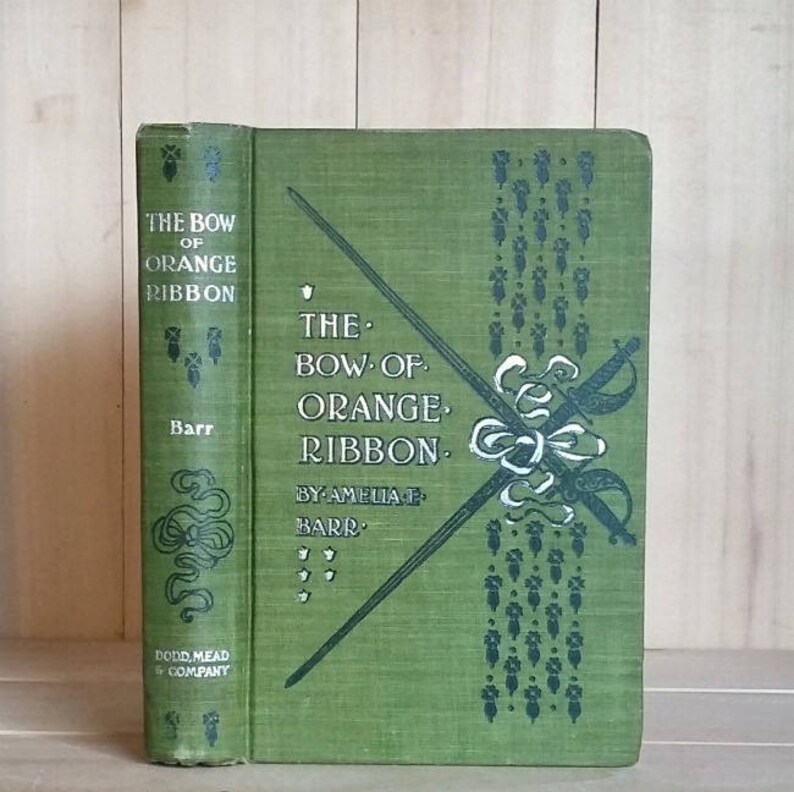 THE BOW
OF
ORANGE
RIBBON
Barr
DODD, MEAD
& COMPANY
THE·
BOW·OF·
ORANGE·
RIBBON·
BY·AMELIA·E·
BARR·